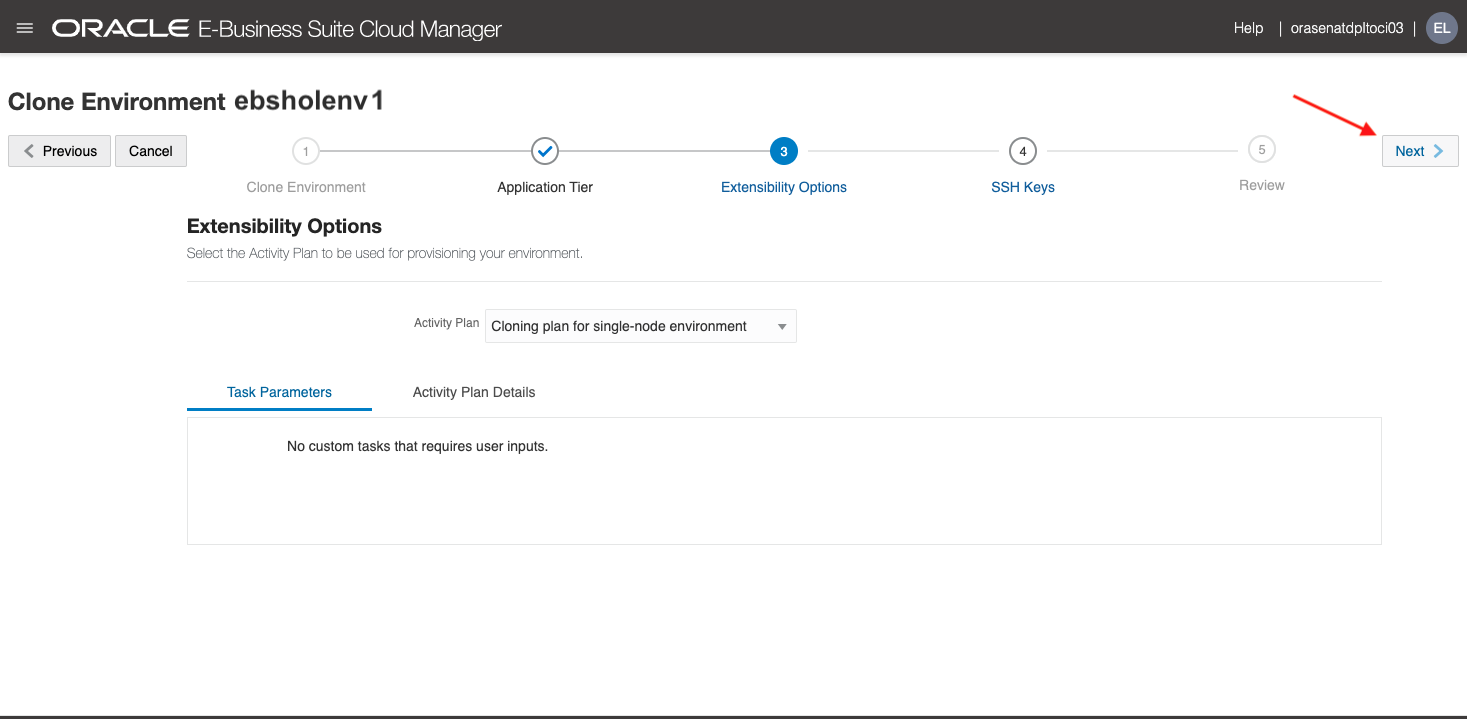 ORACLE E-Business Suite Cloud Manager
Help | orasenatdpltoci03 | EL
Clone Environment ebsholenv1
Previous Cancel
1
3
4
5
Next
Clone Environment
Application Tier
Extensibility Options
SSH Keys
Review
Extensibility Options
Select the Activity Plan to be used for provisioning your environment.
Activity Plan Cloning plan for single-node environment
Task Parameters Activity Plan Details
No custom tasks that requires user inputs.